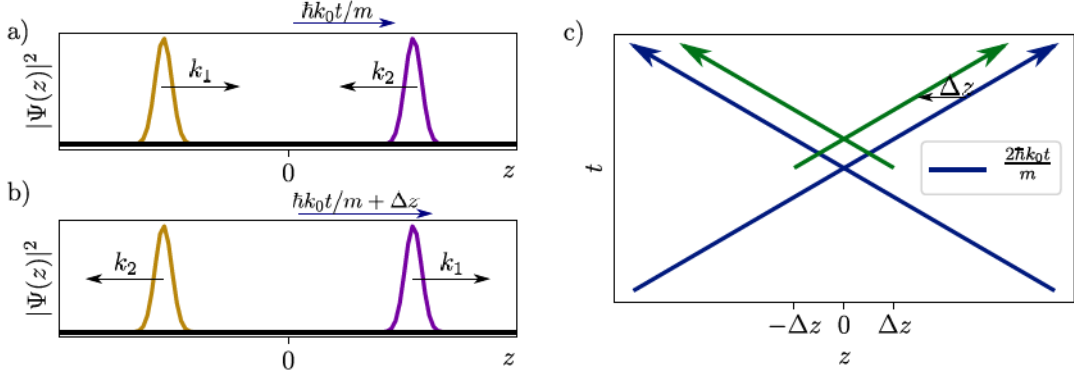 a)
ħk₀t/m
|Ψ(z)|²
k₁
k₂
0
z
b)
ħk₀t/m + Δz
|Ψ(z)|²
k₂
k₁
0
z
c)
Δz
t
2ħk₀t
m
−Δz 0 Δz
z